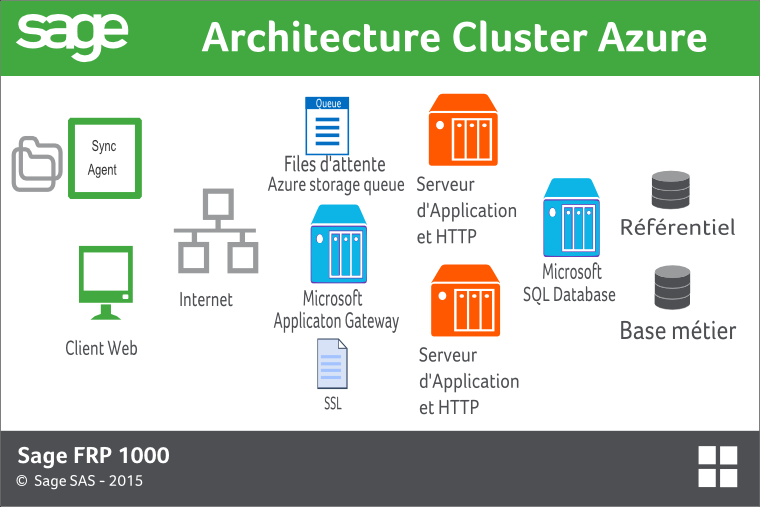 sage
Architecture Cluster Azure
Sync
Agent
Client Web
Internet
Queue
Files d'attente
Azure storage queue
Microsoft
Applicaton Gateway
SSL
Serveur
d'Application
et HTTP
Serveur
d'Application
et HTTP
Microsoft
SQL Database
Référentiel
Base métier
Sage FRP 1000
© Sage SAS - 2015